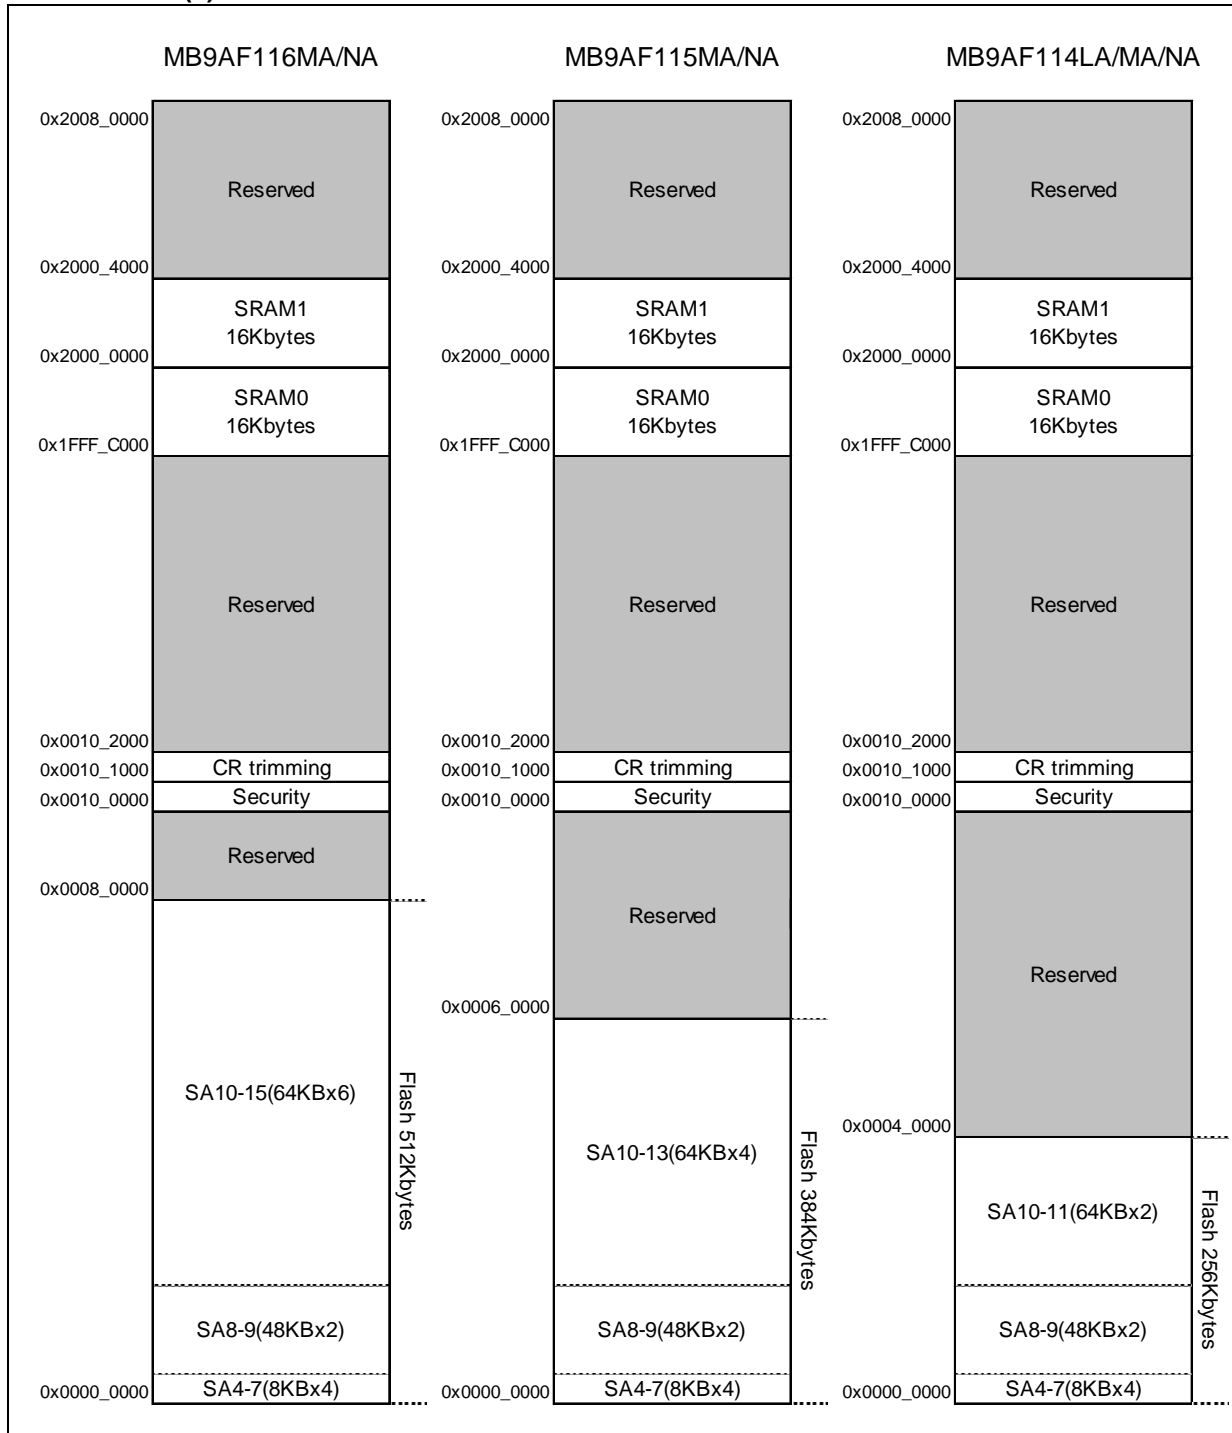 MB9AF116MA/NA
0x2008_0000
Reserved
0x2000_4000
SRAM1
16Kbytes
0x2000_0000
SRAM0
16Kbytes
0x1FFF_C000
Reserved
0x0010_2000
CR trimming
0x0010_1000
Security
0x0010_0000
Reserved
0x0008_0000
SA10-15(64KBx6)
Flash 512Kbytes
SA8-9(48KBx2)
SA4-7(8KBx4)
0x0000_0000
MB9AF115MA/NA
0x2008_0000
Reserved
0x2000_4000
SRAM1
16Kbytes
0x2000_0000
SRAM0
16Kbytes
0x1FFF_C000
Reserved
0x0010_2000
CR trimming
0x0010_1000
Security
0x0010_0000
Reserved
0x0006_0000
SA10-13(64KBx4)
Flash 384Kbytes
SA8-9(48KBx2)
SA4-7(8KBx4)
0x0000_0000
MB9AF114LA/MA/NA
0x2008_0000
Reserved
0x2000_4000
SRAM1
16Kbytes
0x2000_0000
SRAM0
16Kbytes
0x1FFF_C000
Reserved
0x0010_2000
CR trimming
0x0010_1000
Security
0x0010_0000
Reserved
0x0004_0000
SA10-11(64KBx2)
Flash 256Kbytes
SA8-9(48KBx2)
SA4-7(8KBx4)
0x0000_0000